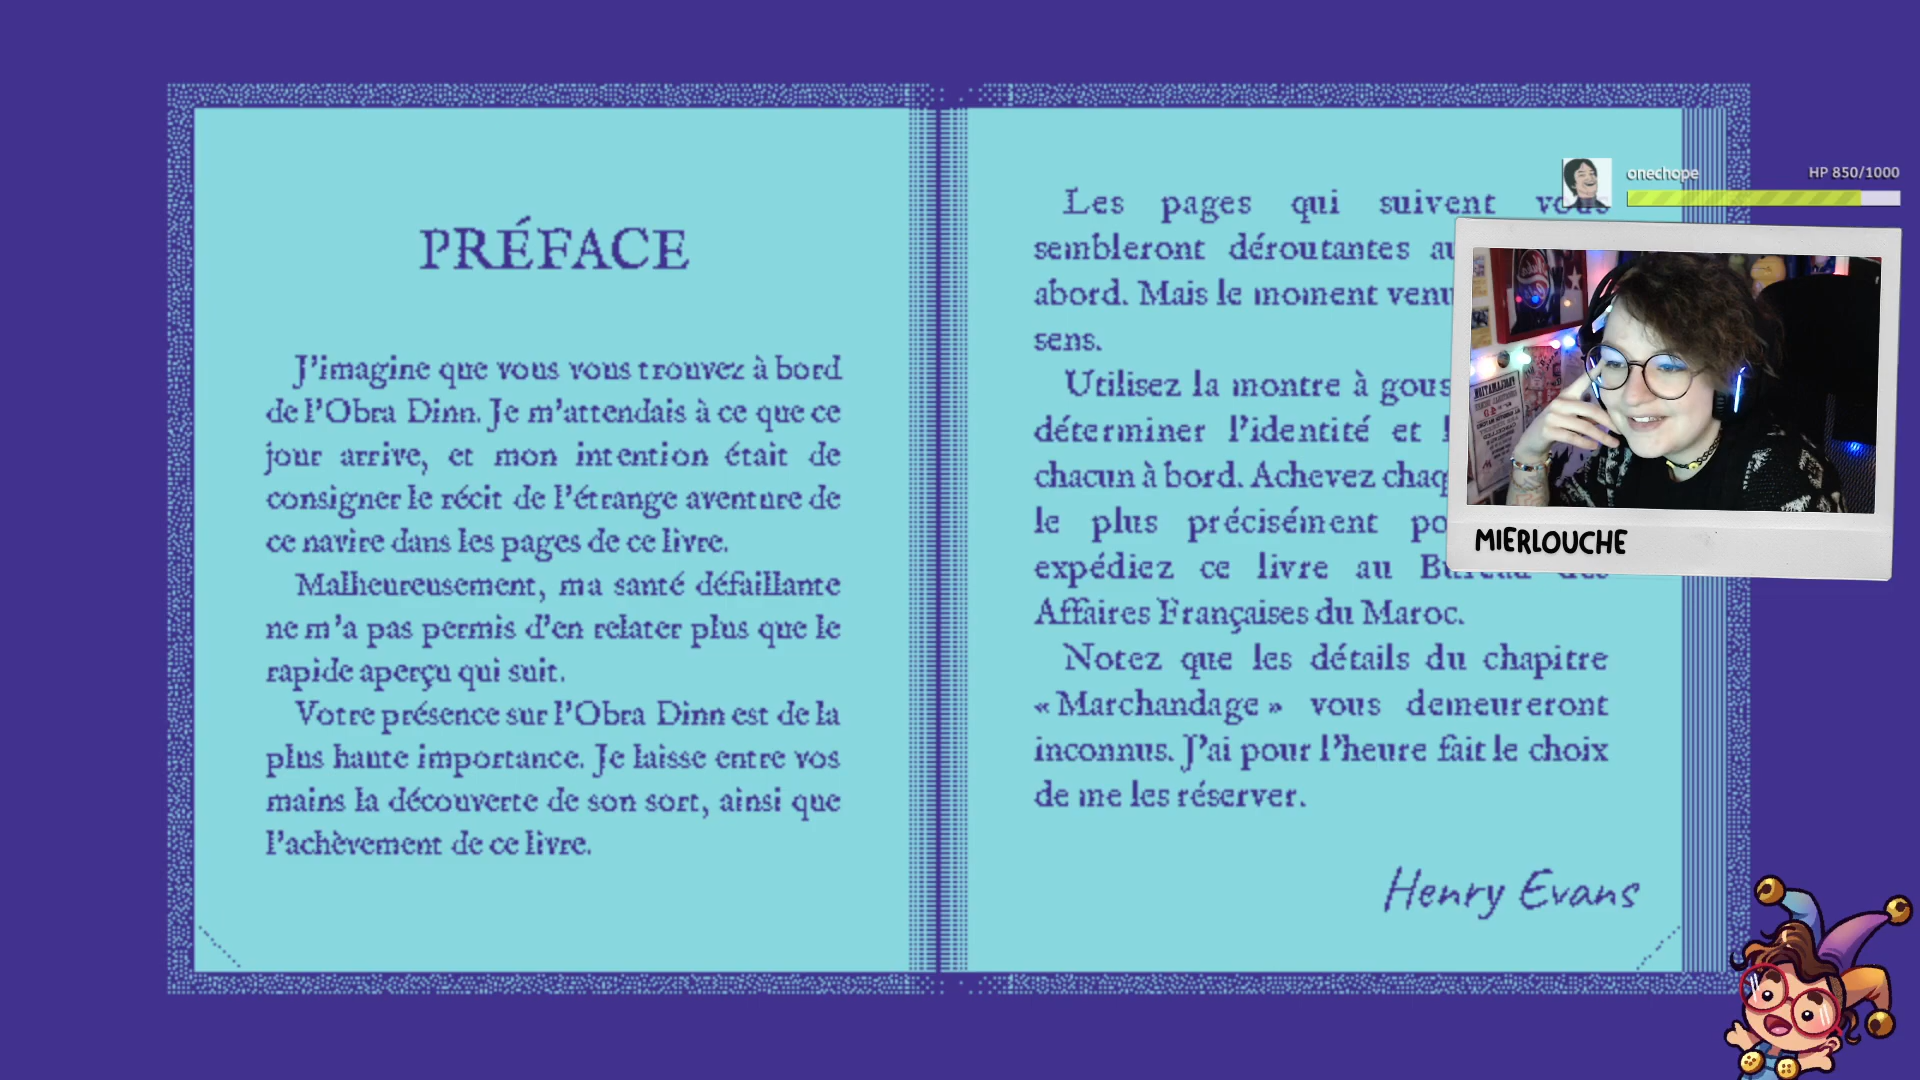 PRÉFACE
J'imagine que vous vous trouvez à bord
de l'Obra Dinn. Je m'attendais à ce que ce
jour arrive, et mon intention était de
consigner le récit de l'étrange aventure de
ce navire dans les pages de ce livre.
Malheureusement, ma santé défaillante
ne m'a pas permis d'en relater plus que le
rapide aperçu qui suit.
Votre présence sur l'Obra Dinn est de la
plus haute importance. Je laisse entre vos
mains la découverte de son sort, ainsi que
l'achèvement de ce livre.
Les pages qui suivent vous
sembleront déroutantes
abord. Mais le moment
sens.
Utilisez la montre à
déterminer l'identité et
chacun à bord. Achevez
le plus précisément
expédiez ce livre au Bureau des
Affaires Françaises du Maroc.
Notez que les détails du chapitre
« Marchandage » vous demeureront
inconnus. J'ai pour l'heure fait le choix
de me les réserver.
Henry Evans
onechope HP 850/1000
MIERLOUCHE